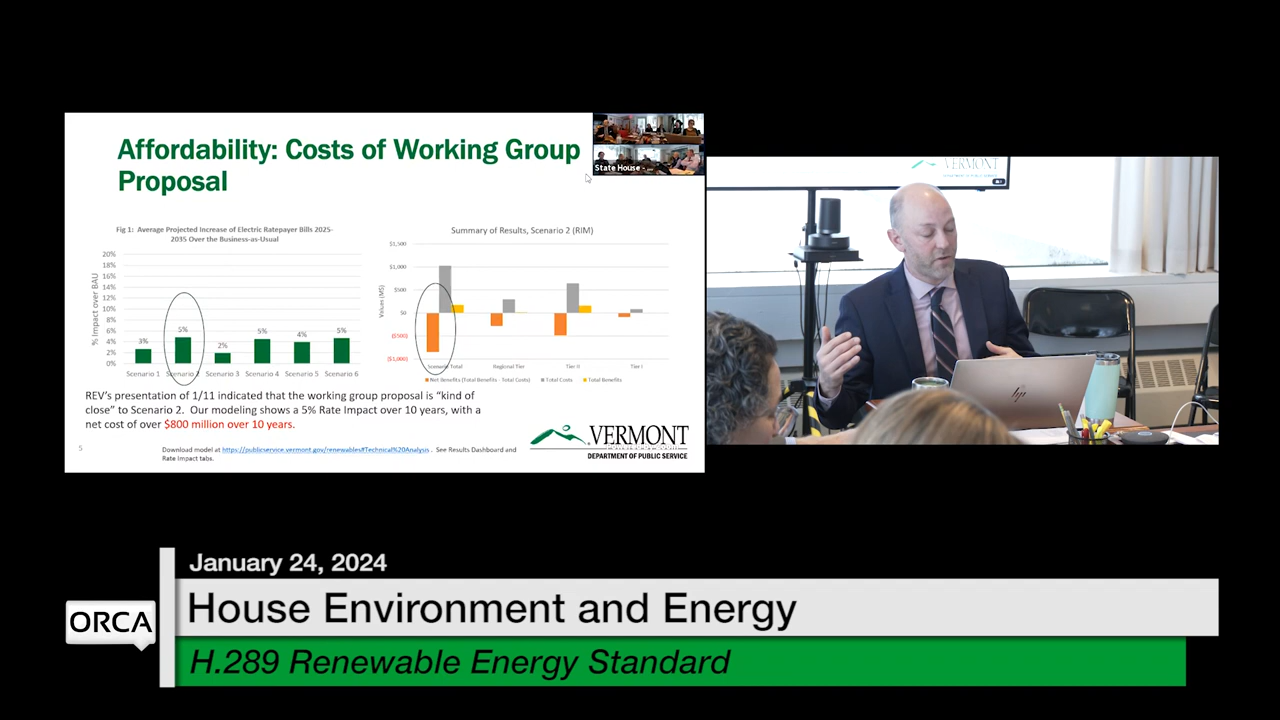 Affordability: Costs of Working Group
Proposal
State House
VERMONT
Fig 1: Average Projected Increase of Electric Ratepayer Bills 2025-
2035 Over the Business-as-Usual
% Impact over BAU
20%
18%
16%
14%
12%
10%
8%
6%
4%
2%
0%
3%
5%
2%
5%
4%
5%
Scenario 1
Scenario 2
Scenario 3
Scenario 4
Scenario 5
Scenario 6
Summary of Results, Scenario 2 (RIM)
Values (M$)
$1,500
$1,000
$500
$0
($500)
($1,000)
Scenario Total
Regional Tier
Tier II
Tier I
Net Benefits (Total Benefits - Total Costs)
Total Costs
Total Benefits
REV's presentation of 1/11 indicated that the working group proposal is "kind of
close" to Scenario 2. Our modeling shows a 5% Rate Impact over 10 years, with a
net cost of over $800 million over 10 years.
5
Download model at https://publicservice.vermont.gov/renewables#Technical%20Analysis . See Results Dashboard and
Rate Impact tabs.
VERMONT
DEPARTMENT OF PUBLIC SERVICE
hp
January 24, 2024
ORCA
House Environment and Energy
H.289 Renewable Energy Standard